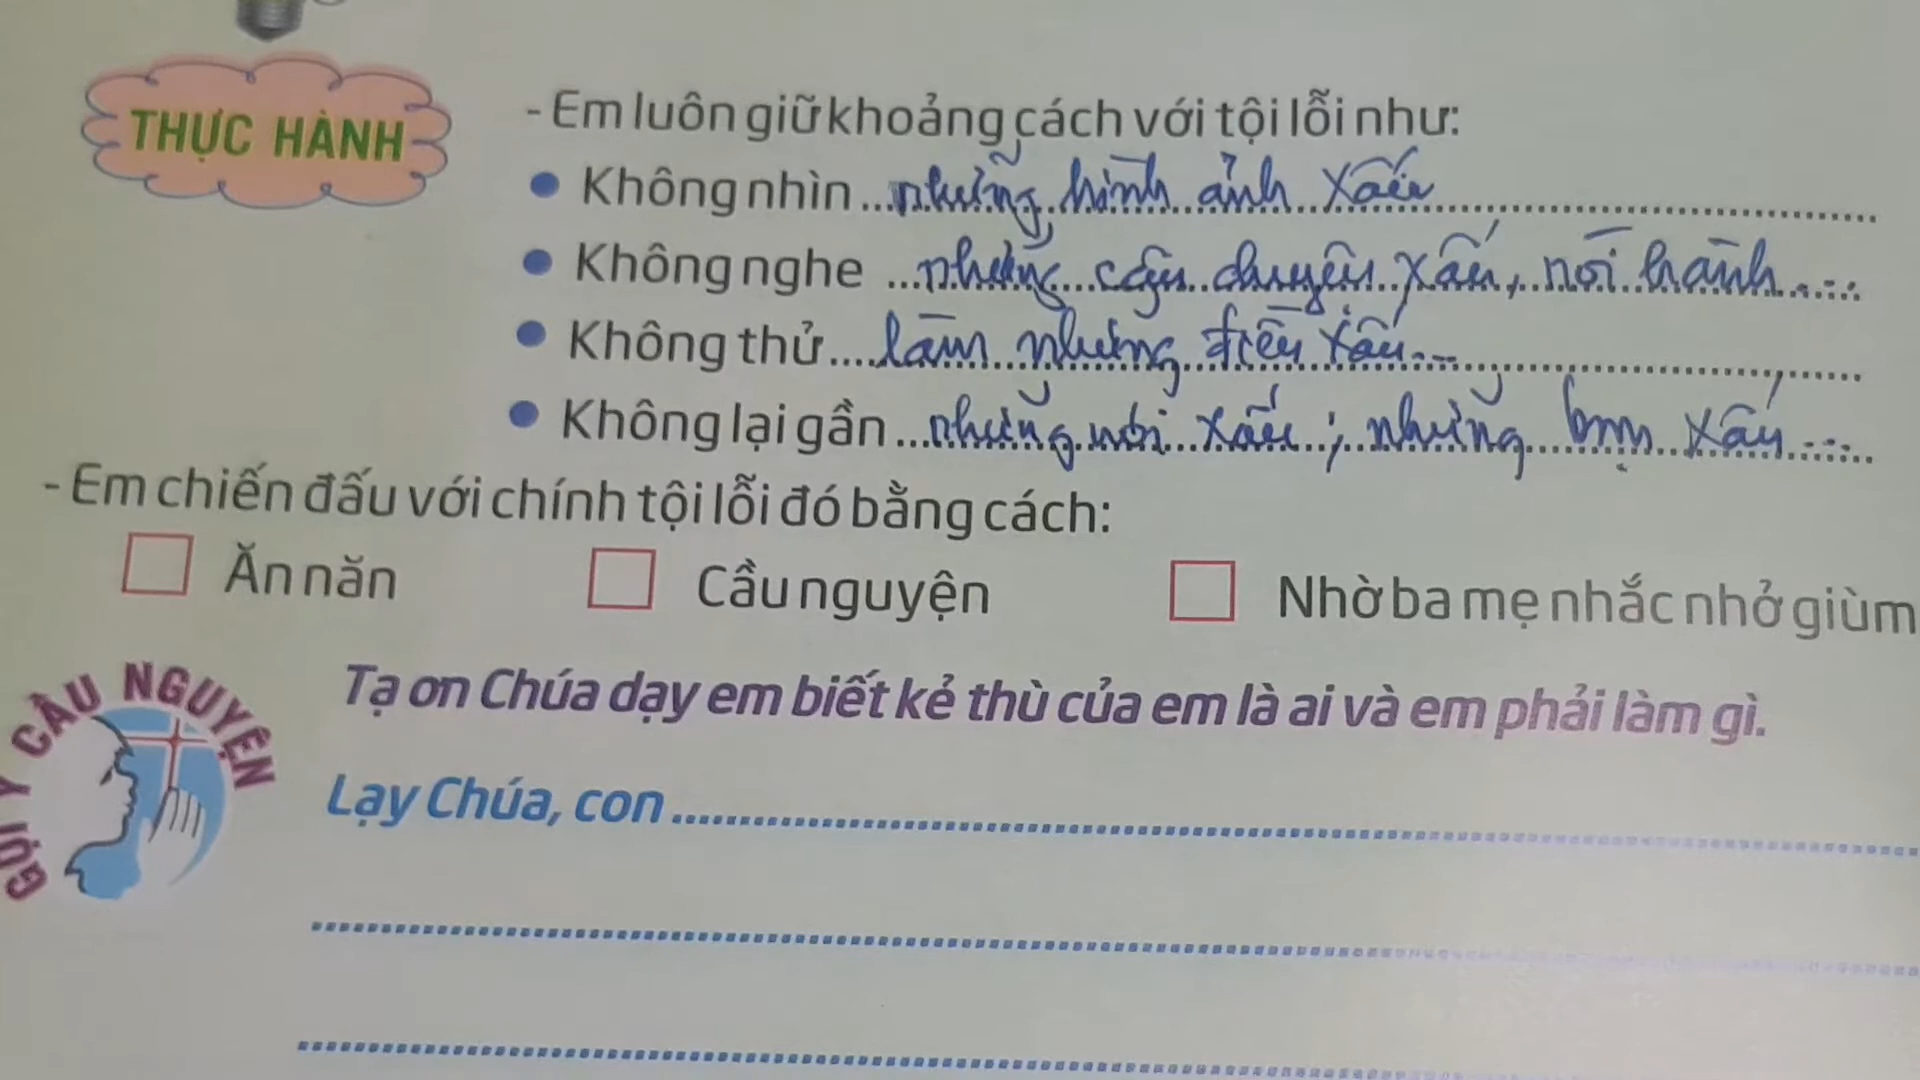 THỰC HÀNH
- Em luôn giữ khoảng cách với tội lỗi như:
Không nhìn ... những hình ảnh xấu
Không nghe ... những câu chuyện xấu, nói hành
Không thử .... làm những điều xấu
Không lại gần ... những nơi xấu ; những bạn xấu
- Em chiến đấu với chính tội lỗi đó bằng cách:
Ăn năn Cầu nguyện Nhờ ba mẹ nhắc nhở giùm
GỢI Ý CẦU NGUYỆN
Tạ ơn Chúa dạy em biết kẻ thù của em là ai và em phải làm gì.
Lạy Chúa, con